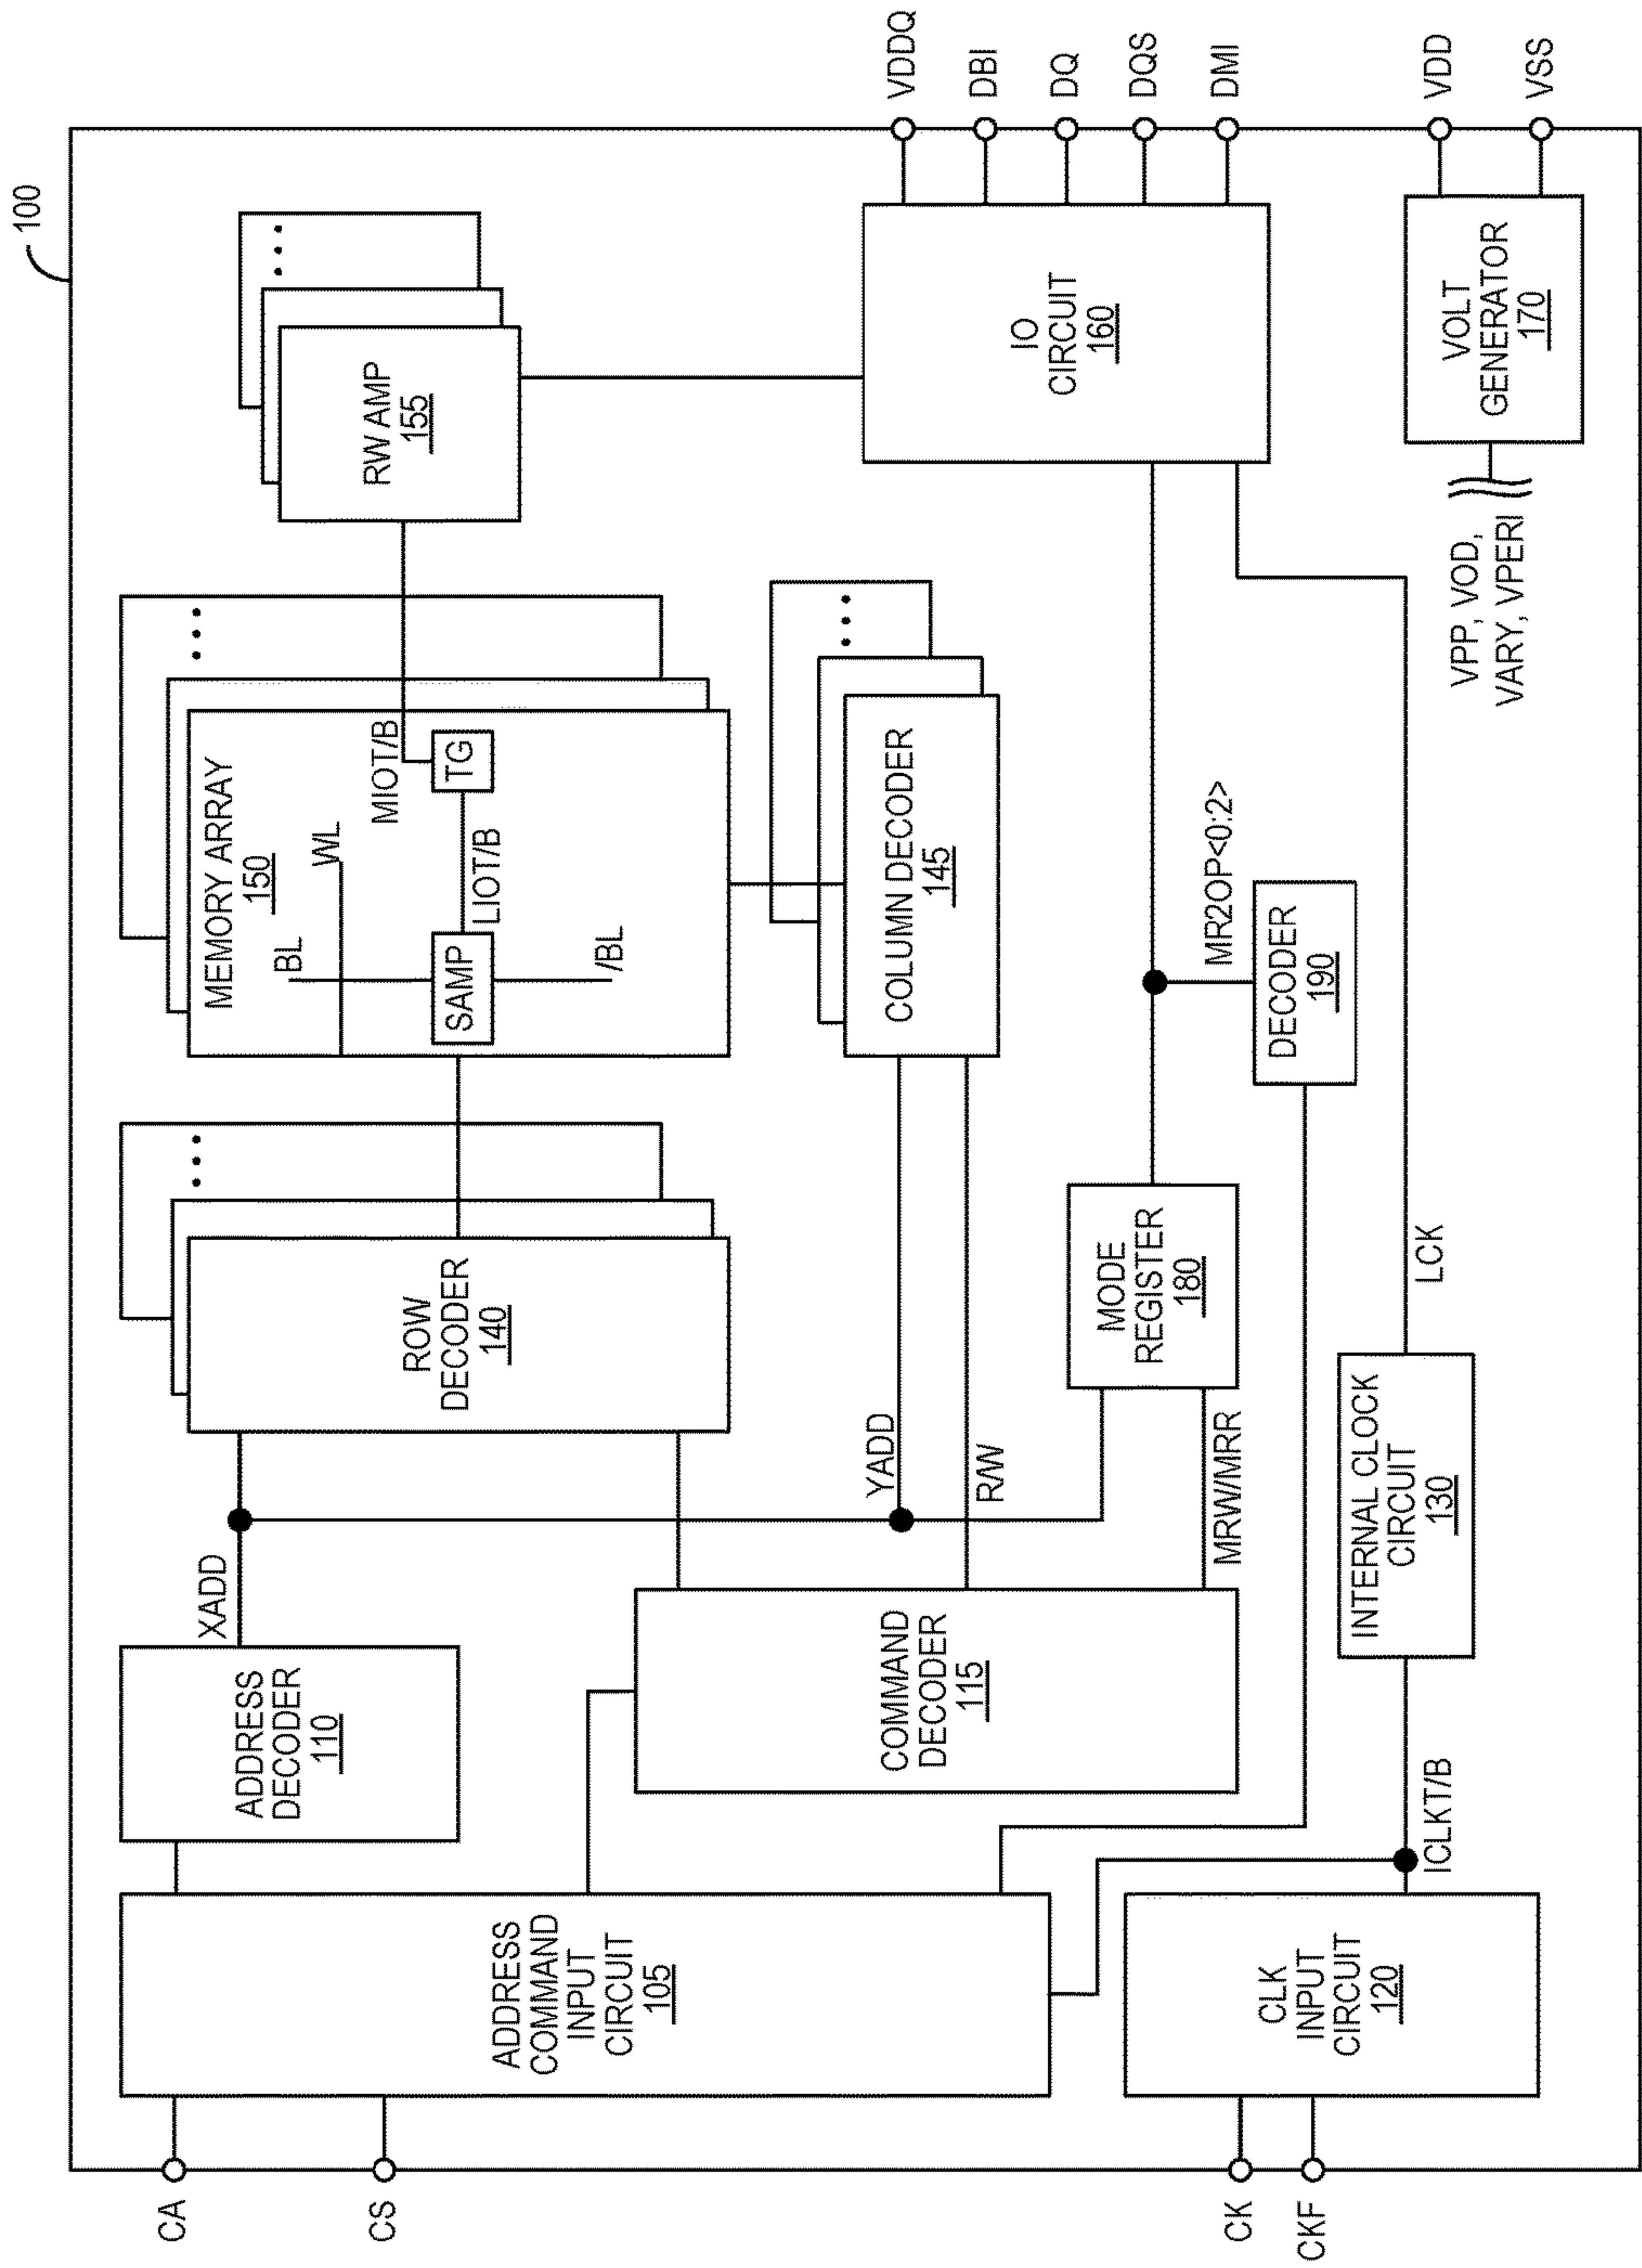 100
CA
CS
CK
CKF
ADDRESS
COMMAND
INPUT
CIRCUIT
105
CLK
INPUT
CIRCUIT
120
ICLKT/B
ADDRESS
DECODER
110
XADD
COMMAND
DECODER
115
YADD
R/W
MRW/MRR
INTERNAL CLOCK
CIRCUIT
130
LCK
ROW
DECODER
140
...
MODE
REGISTER
180
MEMORY ARRAY
150
BL
WL
SAMP
/BL
LIOT/B
MIOT/B
TG
...
COLUMN DECODER
145
...
DECODER
190
MR2OP<0:2>
RW AMP
155
...
IO
CIRCUIT
160
VPP, VOD,
VARY, VPERI
VOLT
GENERATOR
170
VDDQ
DBI
DQ
DQS
DMI
VDD
VSS